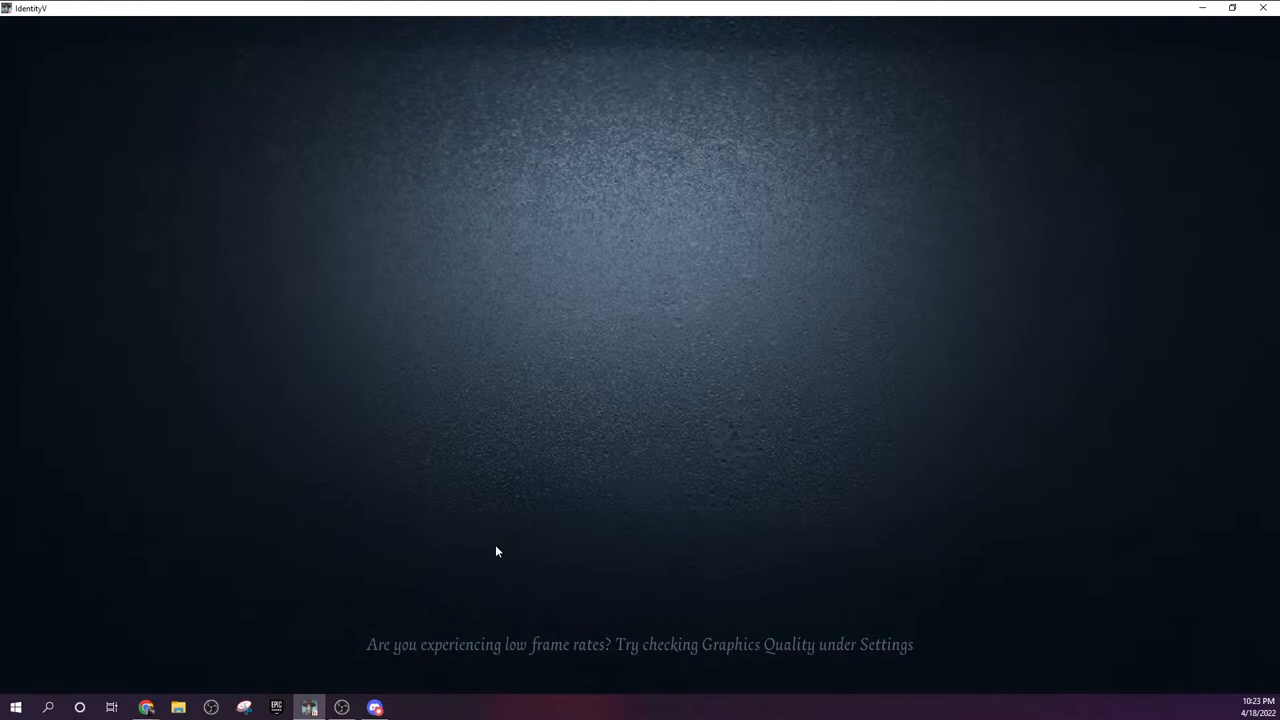 IdentityV
Are you experiencing low frame rates? Try checking Graphics Quality under Settings
EPIC
10:23 PM
4/18/2022